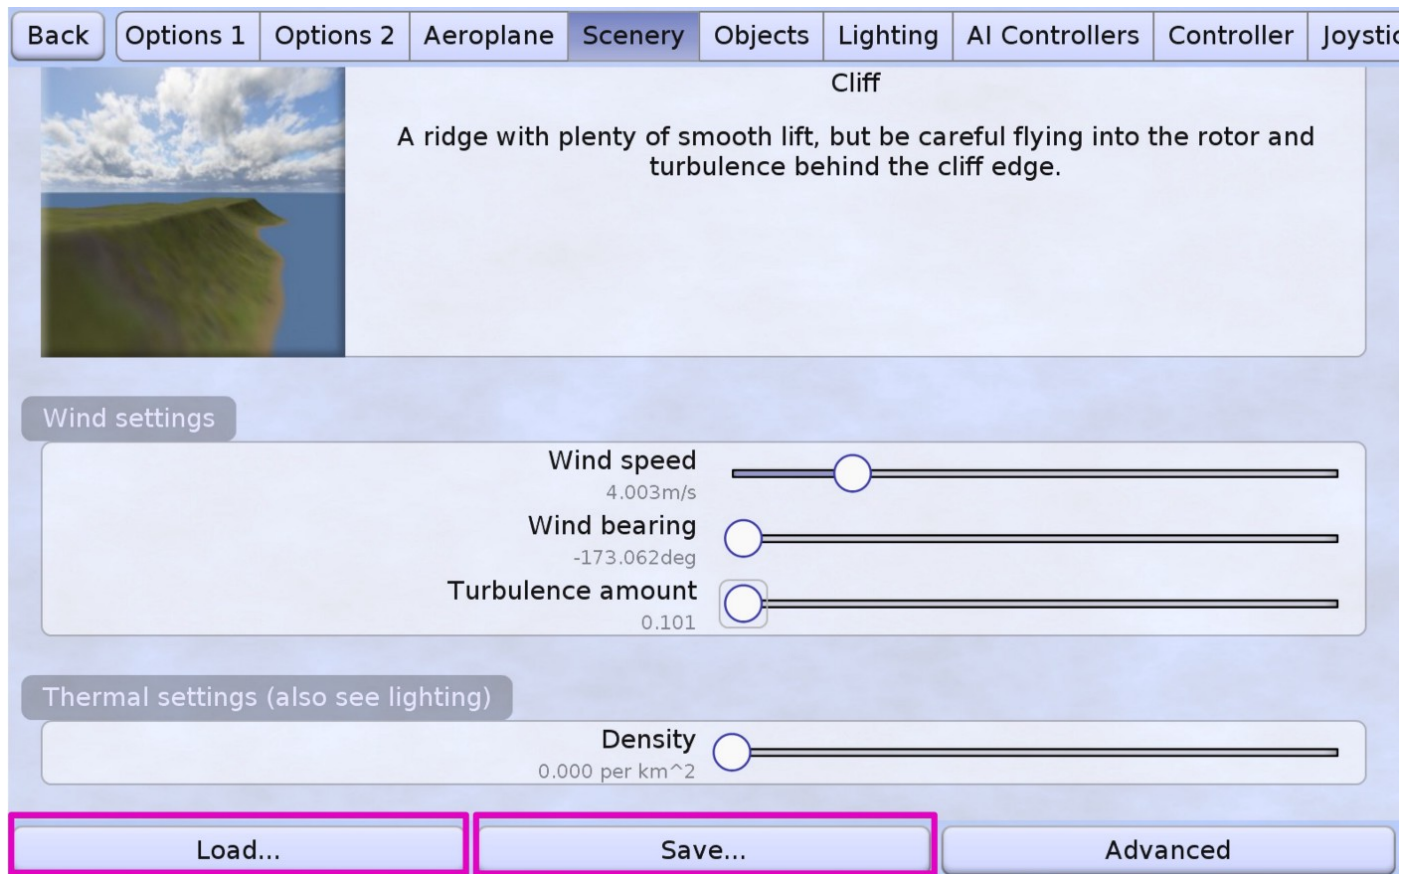 Back Options 1 Options 2 Aeroplane Scenery Objects Lighting AI Controllers Controller Joystic
Cliff
A ridge with plenty of smooth lift, but be careful flying into the rotor and
turbulence behind the cliff edge.
Wind settings
Wind speed
4.003m/s
Wind bearing
-173.062deg
Turbulence amount
0.101
Thermal settings (also see lighting)
Density
0.000 per km^2
Load... Save... Advanced